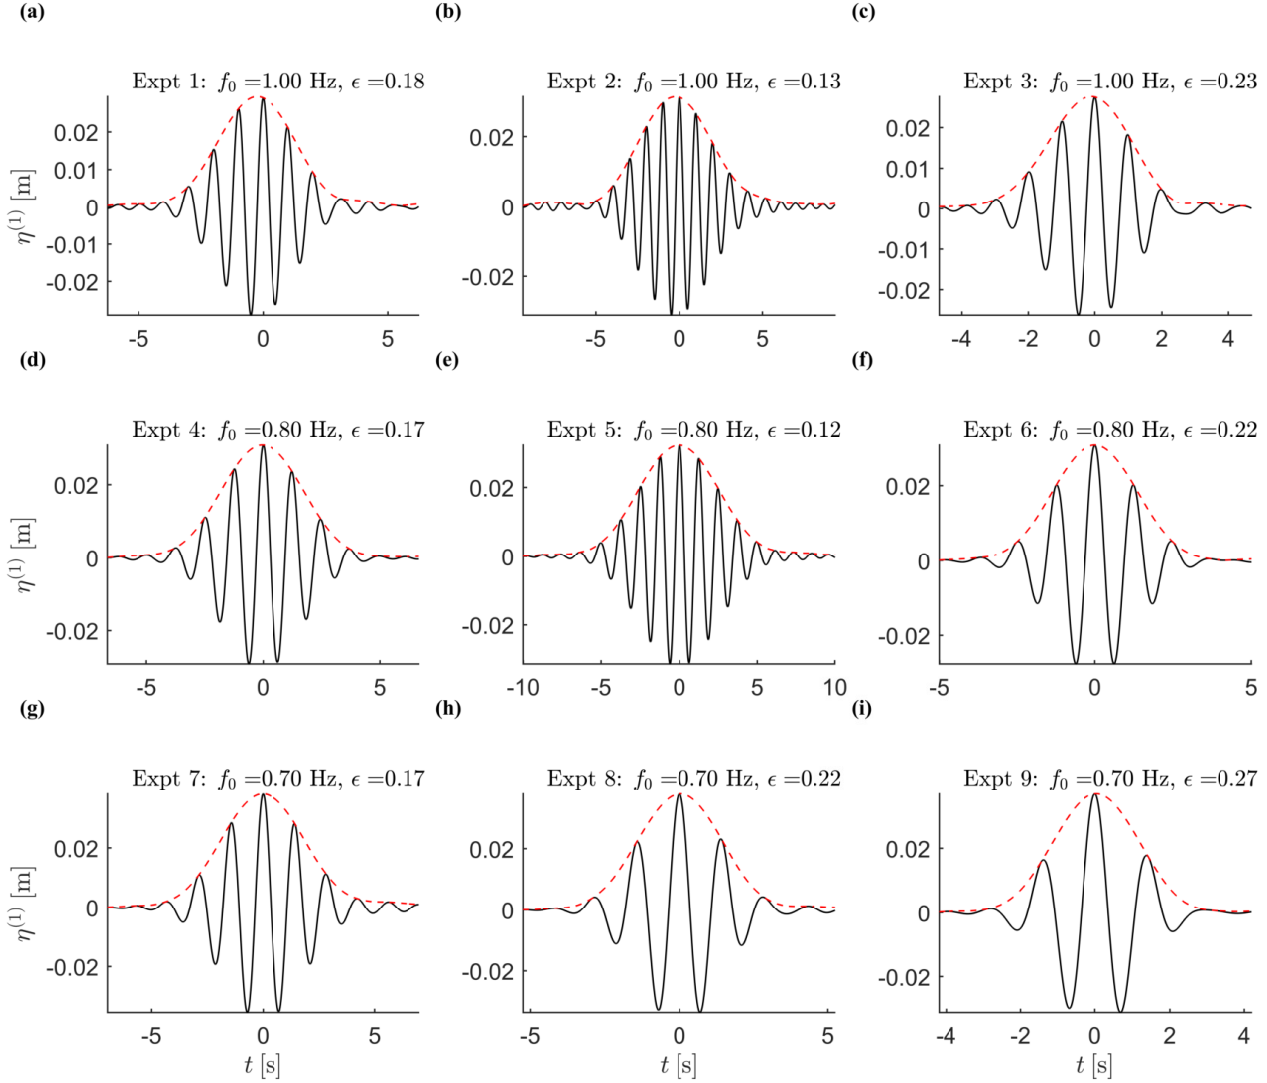 (a)
(b)
(c)
Expt 1: f₀ =1.00 Hz, ϵ =0.18
Expt 2: f₀ =1.00 Hz, ϵ =0.13
Expt 3: f₀ =1.00 Hz, ϵ =0.23
η⁽¹⁾ [m]
0.02
0.01
0
-0.01
-0.02
-5
0
5
0.02
0
-0.02
-5
0
5
0.02
0
-0.02
-4
-2
0
2
4
(d)
(e)
(f)
Expt 4: f₀ =0.80 Hz, ϵ =0.17
Expt 5: f₀ =0.80 Hz, ϵ =0.12
Expt 6: f₀ =0.80 Hz, ϵ =0.22
η⁽¹⁾ [m]
0.02
0
-0.02
-5
0
5
0.02
0
-0.02
-10
-5
0
5
10
0.02
0
-0.02
-5
0
5
(g)
(h)
(i)
Expt 7: f₀ =0.70 Hz, ϵ =0.17
Expt 8: f₀ =0.70 Hz, ϵ =0.22
Expt 9: f₀ =0.70 Hz, ϵ =0.27
η⁽¹⁾ [m]
0.02
0
-0.02
-5
0
5
t [s]
0.02
0
-0.02
-5
0
5
t [s]
0.02
0
-0.02
-4
-2
0
2
4
t [s]